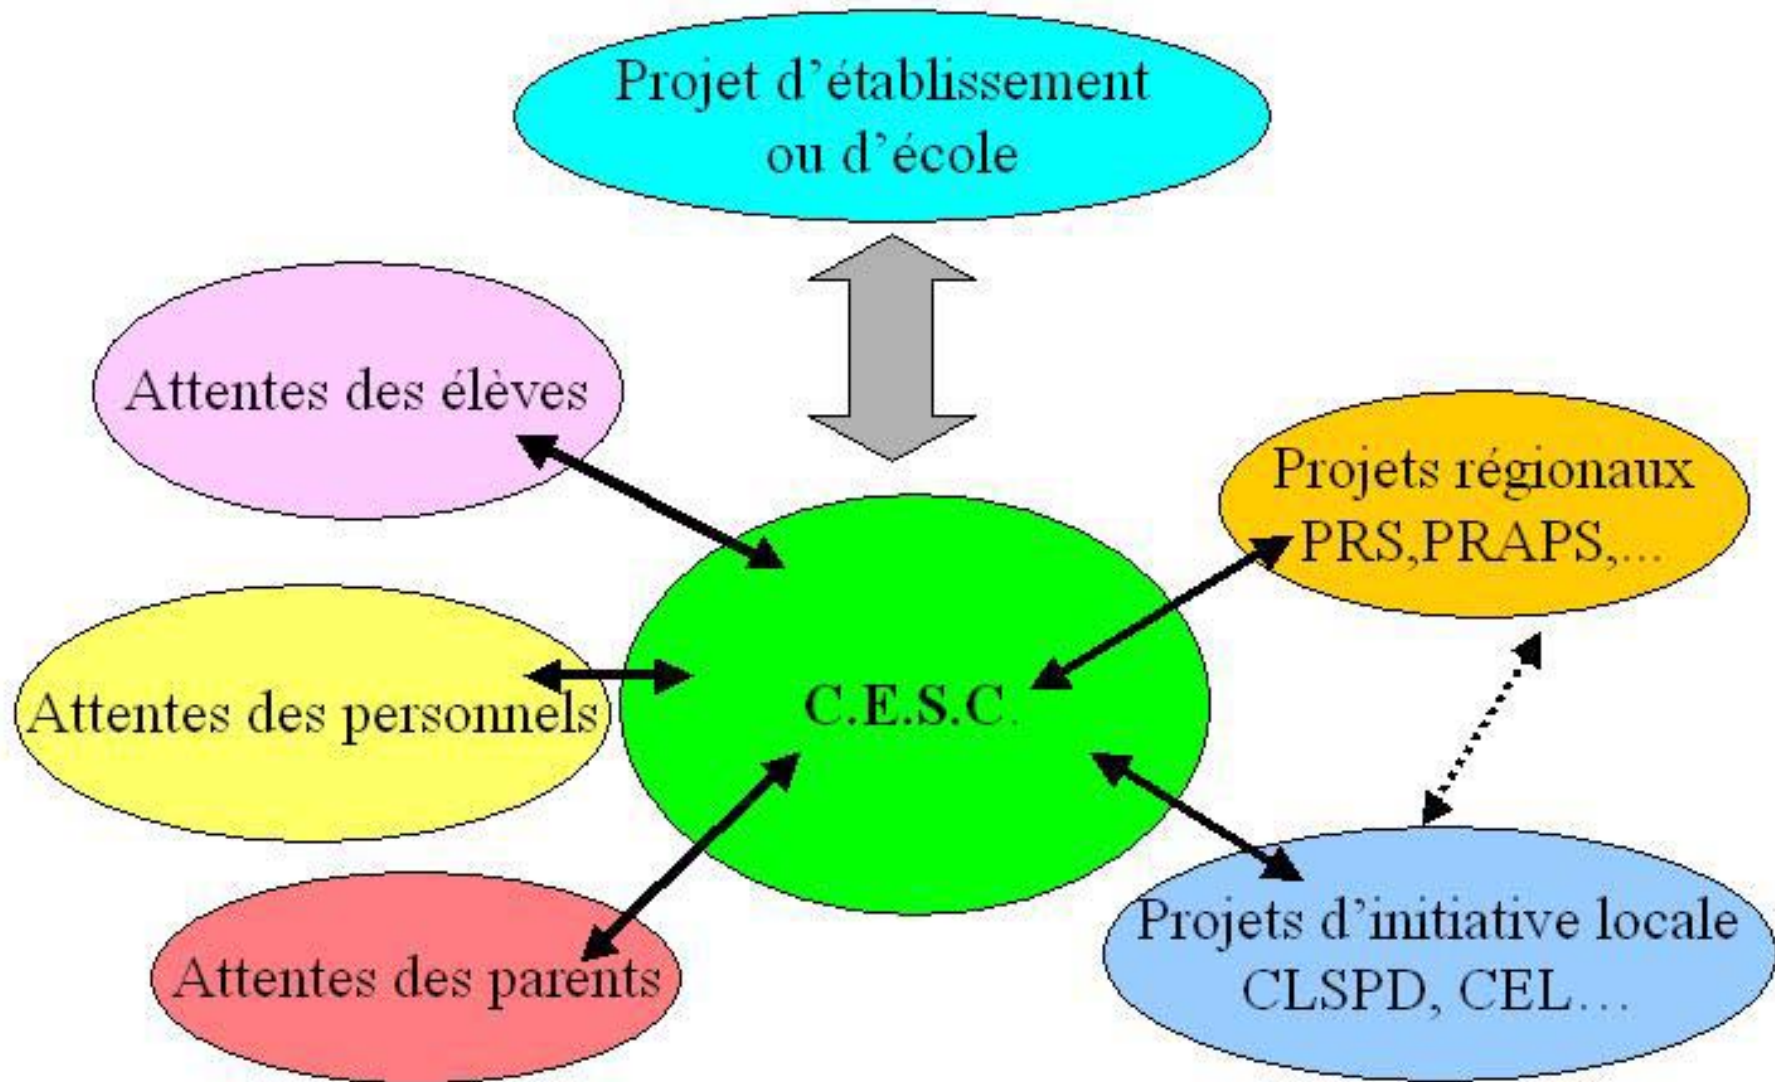 Projet d’établissement
ou d’école
Attentes des élèves
Projets régionaux
PRS,PRAPS,...
Attentes des personnels
C.E.S.C.
Projets d’initiative locale
CLSPD, CEL…
Attentes des parents